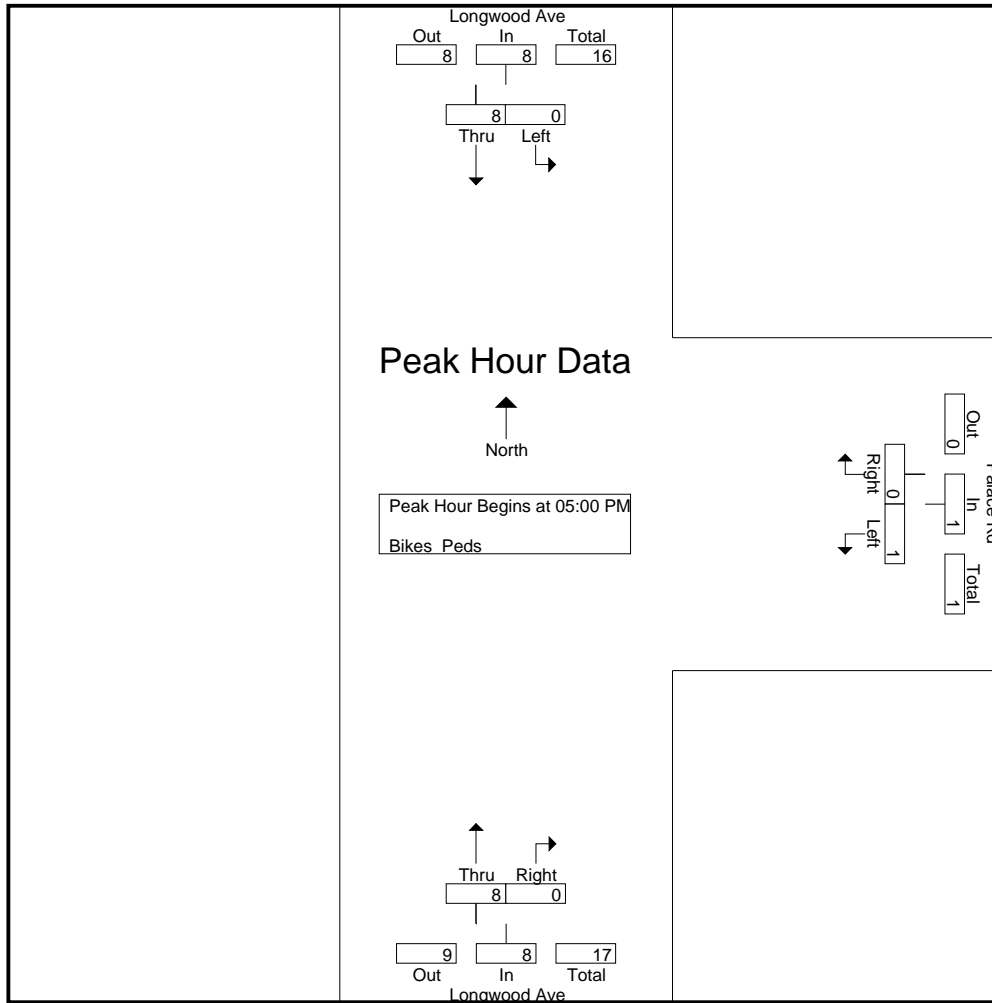 Longwood Ave
Out In Total
8 8 16
8 0
Thru Left
Peak Hour Data
North
Peak Hour Begins at 05:00 PM
Bikes Peds
Out In Total
0 1 1
Right Left
0 1
Thru Right
8 0
9 8 17
Out In Total
Longwood Ave